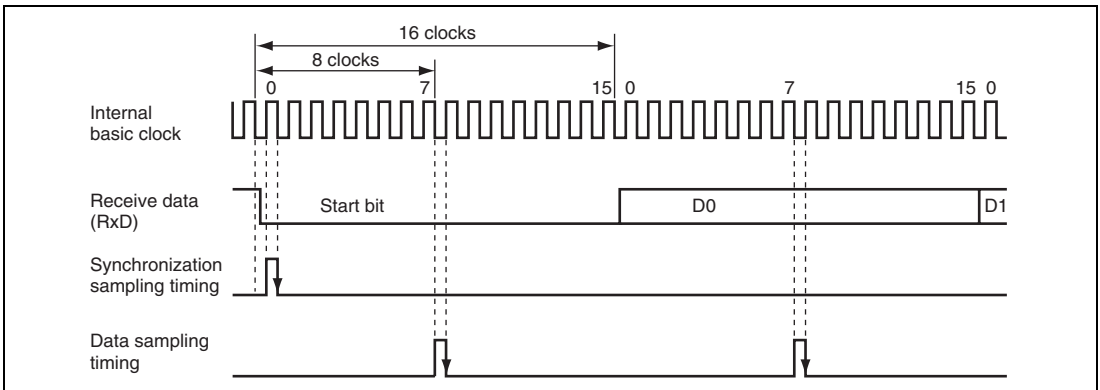 16 clocks
8 clocks
0 7 15 0 7 15 0
Internal
basic clock
Receive data
(RxD)
Start bit D0 D1
Synchronization
sampling timing
Data sampling
timing